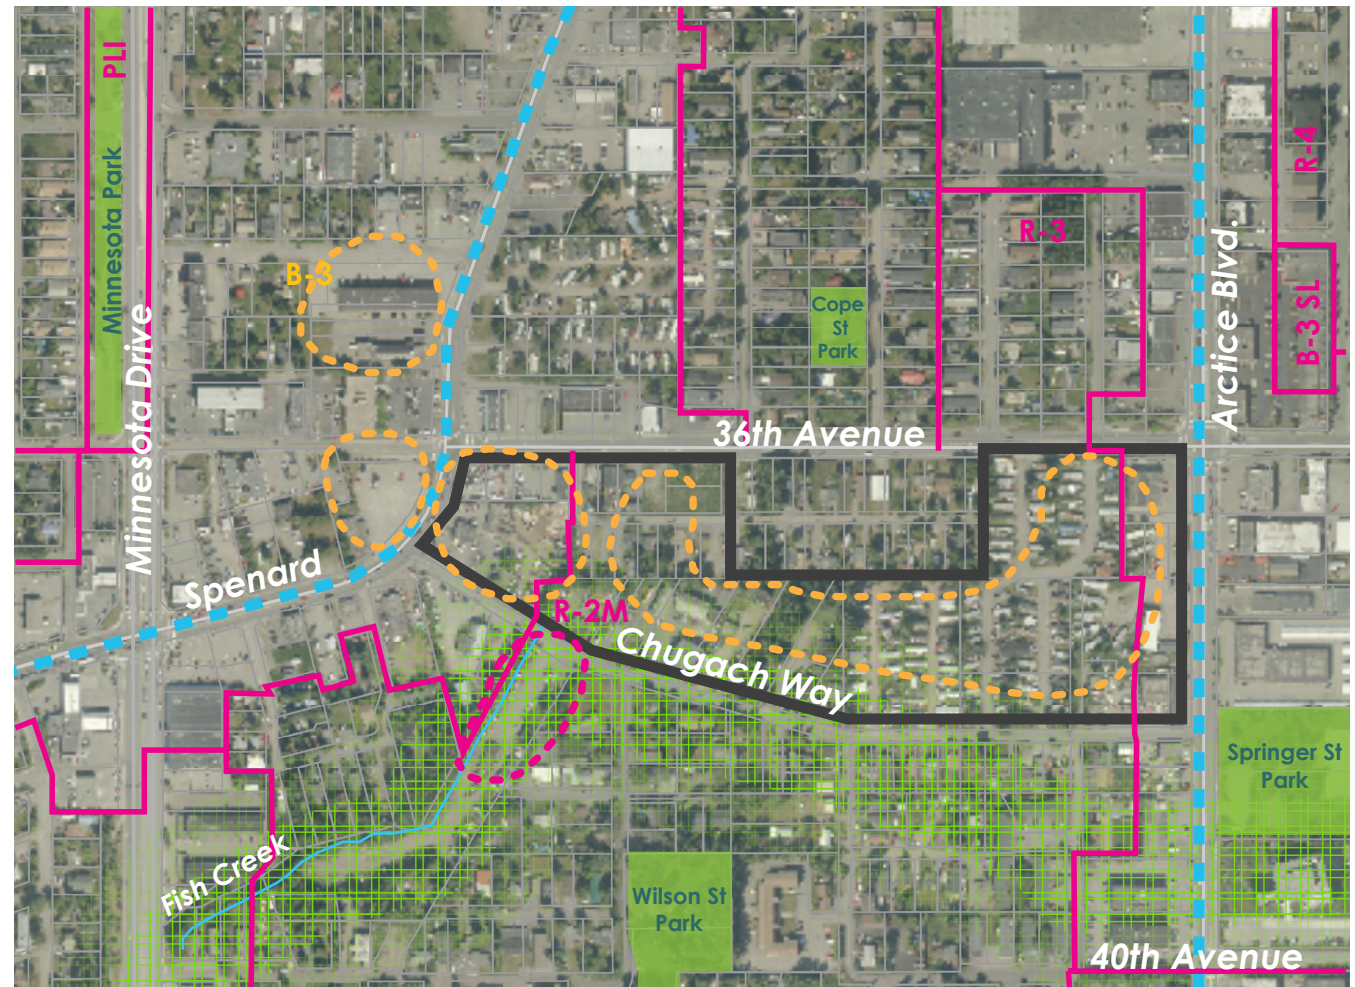 PLI
Minnesota Park
R-4
R-3
Arctice Blvd.
B-3
B-3 SL
Cope
St
Park
Minnesota Drive
36th Avenue
Spenard
R-2M
Chugach Way
Springer St
Park
Fish Creek
Wilson St
Park
40th Avenue